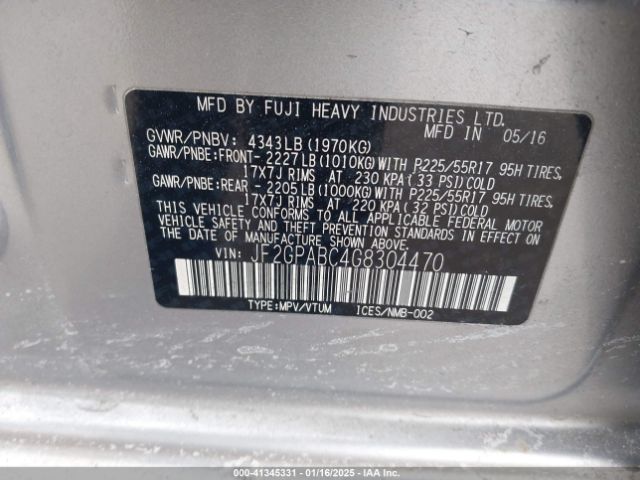 MFD BY FUJI HEAVY INDUSTRIES LTD.
MFD IN 05/16
GVWR/PNBV: 4343LB (1970KG)
GAWR/PNBE:FRONT- 2227LB(1010KG)WITH P225/55R17 95H TIRES,
17X7J RIMS AT 230 KPA(33 PSI)COLD
GAWR/PNBE:REAR - 2205LB(1000KG)WITH P225/55R17 95H TIRES,
17X7J RIMS AT 220 KPA(32 PSI)COLD
THIS VEHICLE CONFORMS TO ALL APPLICABLE FEDERAL MOTOR
VEHICLE SAFETY AND THEFT PREVENTION STANDARDS IN EFFECT ON
THE DATE OF MANUFACTURE SHOWN ABOVE.
VIN: JF2GPABC4G8304470
TYPE:MPV/VTUM ICES/NMB-002
000-41345331 | 01/16/2025 | IAAI.com